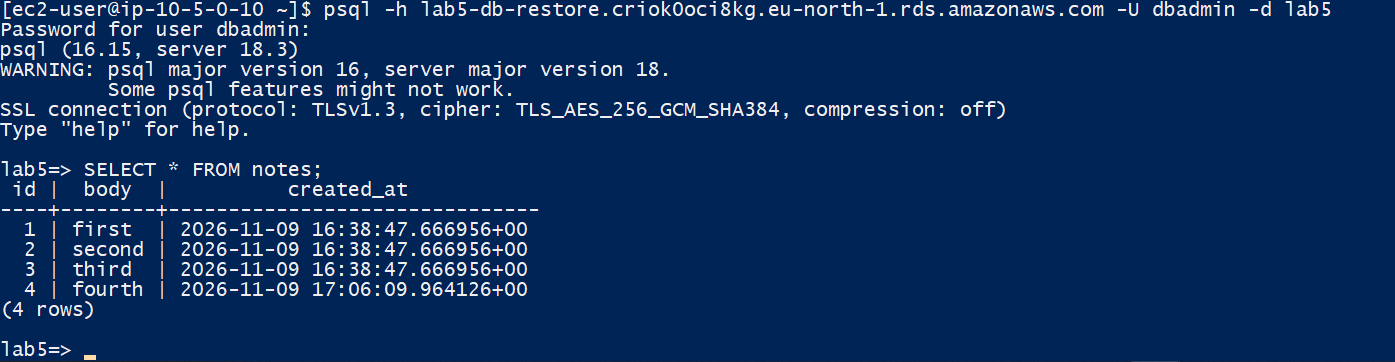 [ec2-user@ip-10-5-0-10 ~]$ psql -h lab5-db-restore.criok0oci8kg.eu-north-1.rds.amazonaws.com -U dbadmin -d lab5
Password for user dbadmin:
psql (16.15, server 18.3)
WARNING: psql major version 16, server major version 18.
         Some psql features might not work.
SSL connection (protocol: TLSv1.3, cipher: TLS_AES_256_GCM_SHA384, compression: off)
Type "help" for help.

lab5=> SELECT * FROM notes;
 id |  body  |          created_at
----+--------+-------------------------------
  1 | first  | 2026-11-09 16:38:47.666956+00
  2 | second | 2026-11-09 16:38:47.666956+00
  3 | third  | 2026-11-09 16:38:47.666956+00
  4 | fourth | 2026-11-09 17:06:09.964126+00
(4 rows)

lab5=>